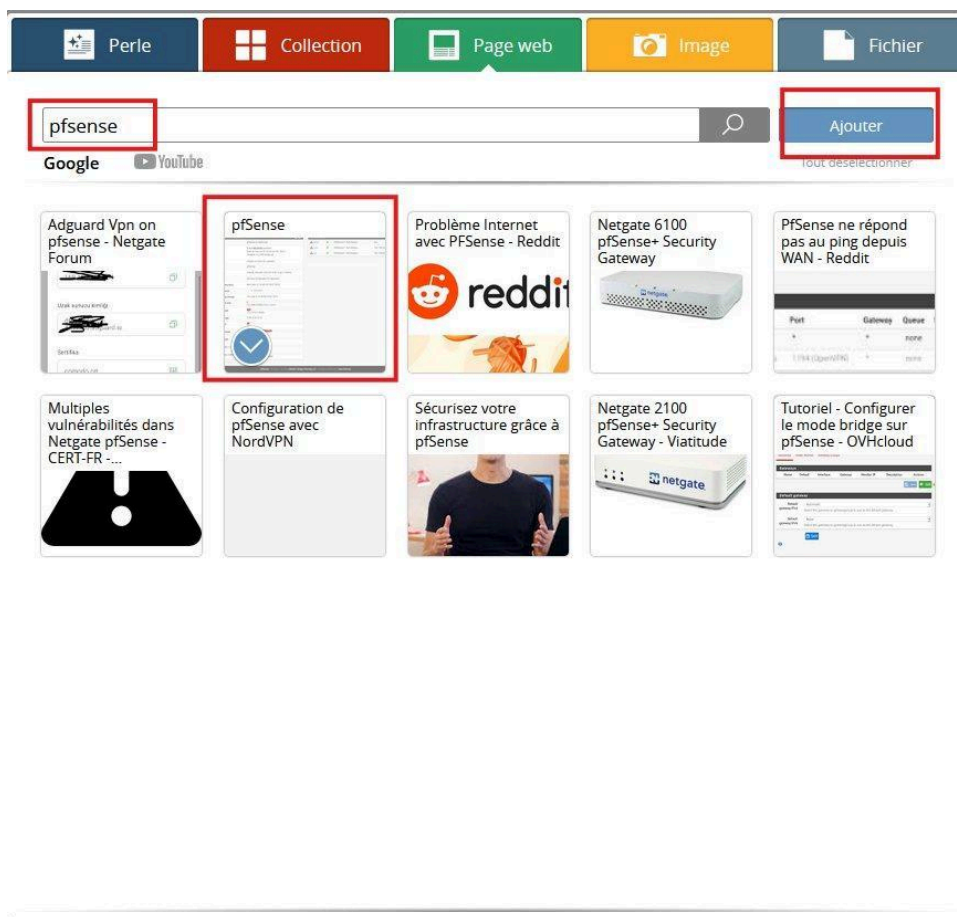 Perle
Collection
Page web
Image
Fichier
pfsense
Ajouter
Google
YouTube
Tout désélectionner
Adguard Vpn on
pfsense - Netgate
Forum
pfSense
Problème Internet
avec PFSense - Reddit
reddit
Netgate 6100
pfSense+ Security
Gateway
netgate
PfSense ne répond
pas au ping depuis
WAN - Reddit
Port Gateway Queue
* * none
1194 (OpenVPN) * none
Multiples
vulnérabilités dans
Netgate pfSense -
CERT-FR -...
Configuration de
pfSense avec
NordVPN
Sécurisez votre
infrastructure grâce à
pfSense
Netgate 2100
pfSense+ Security
Gateway - Viatitude
netgate
Tutoriel - Configurer
le mode bridge sur
pfSense - OVHcloud